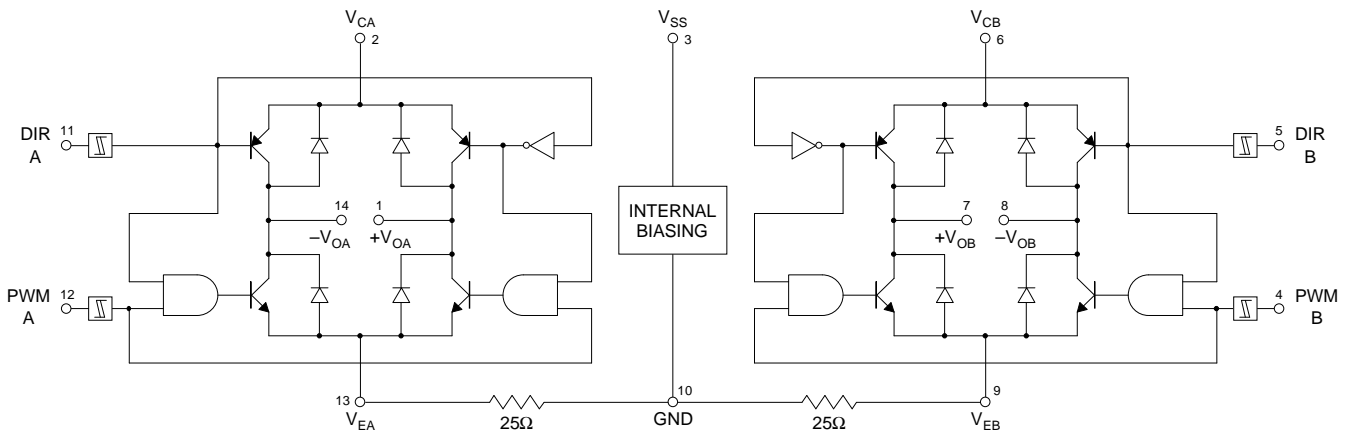 VCA
2
VSS
3
VCB
6
DIR
A
11
5
DIR
B
14
–VOA
1
+VOA
INTERNAL
BIASING
7
+VOB
8
–VOB
PWM
A
12
4
PWM
B
13
VEA
25Ω
10
GND
25Ω
9
VEB